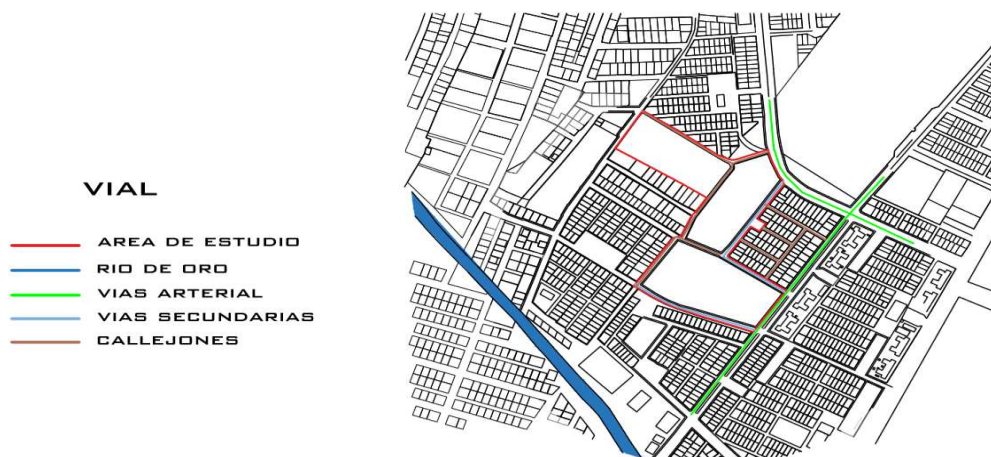 VIAL
AREA DE ESTUDIO
RIO DE ORO
VIAS ARTERIAL
VIAS SECUNDARIAS
CALLEJONES